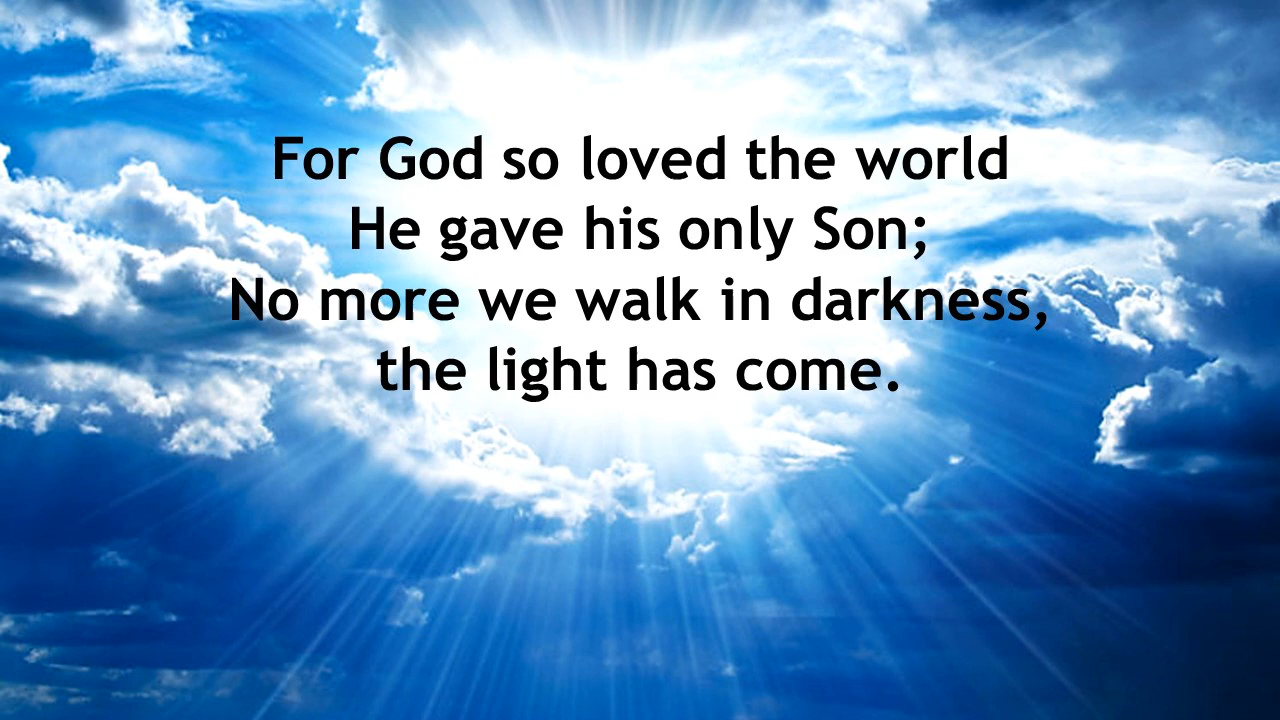 For God so loved the world
He gave his only Son;
No more we walk in darkness,
the light has come.